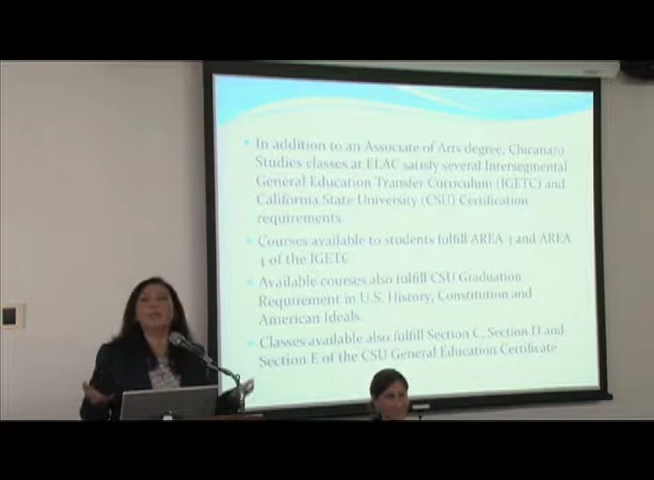 In addition to an Associate of Arts degree, Chicana/o
Studies classes at ELAC satisfy several Intersegmental
General Education Transfer Curriculum (IGETC) and
California State University (CSU) Certification
requirements.
Courses available to students fulfill AREA 3 and AREA
4 of the IGETC
Available courses also fulfill CSU Graduation
Requirement in U.S. History, Constitution and
American Ideals.
Classes available also fulfill Section C, Section D and
Section E of the CSU General Education Certificate